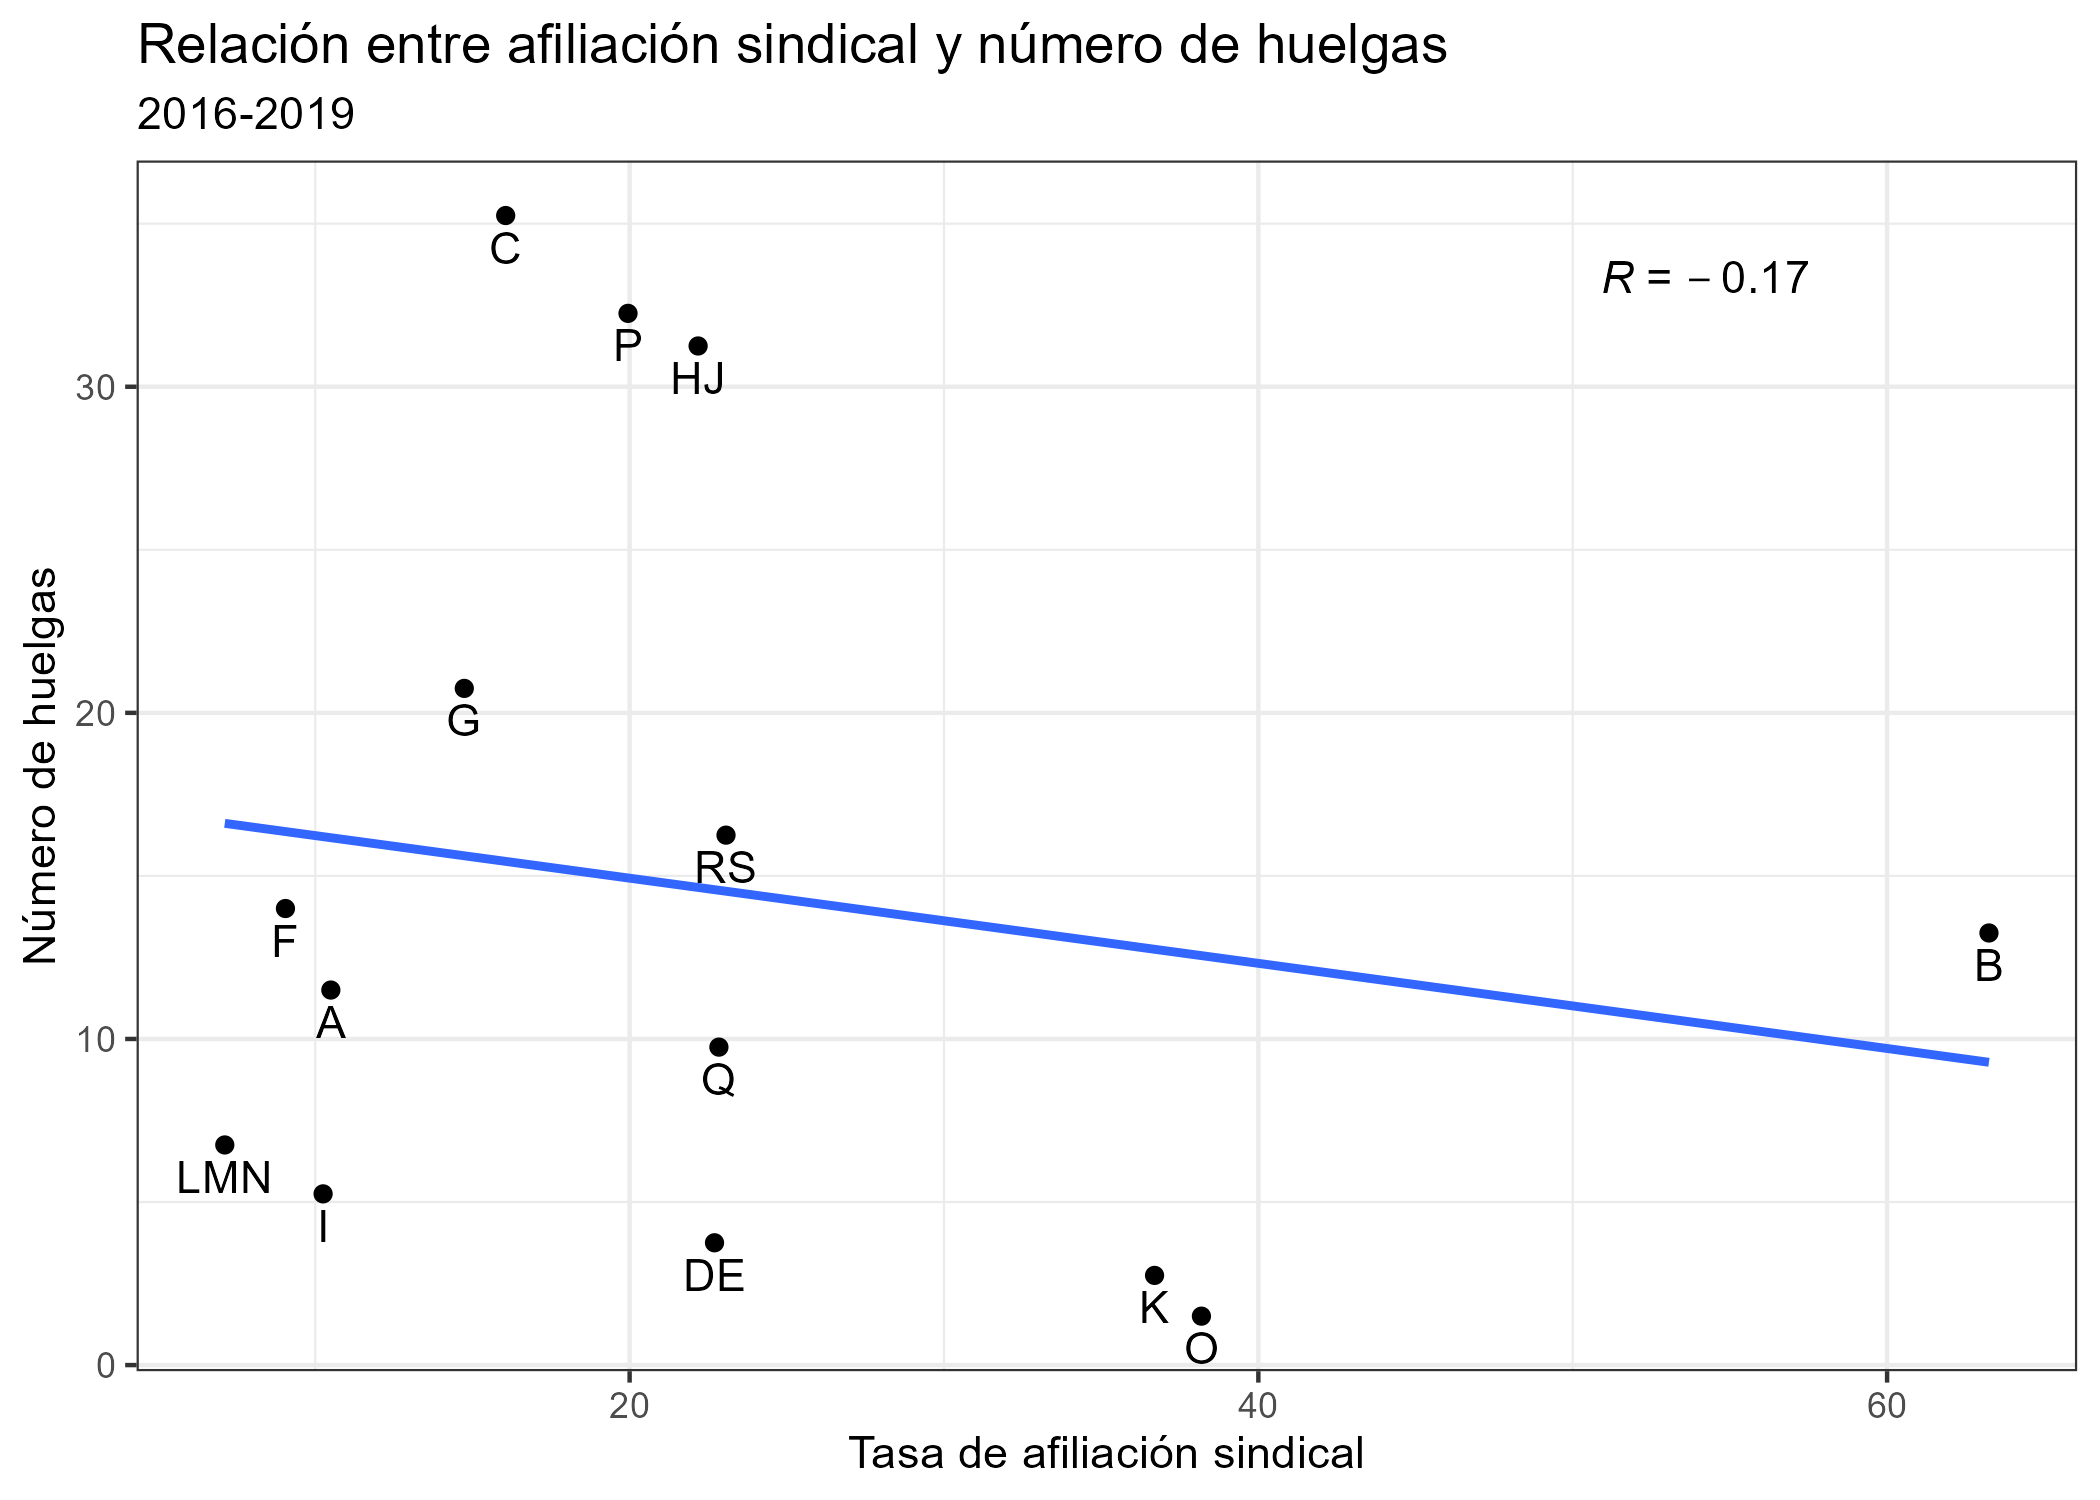 Relación entre afiliación sindical y número de huelgas
2016-2019
C
R = − 0.17
P
HJ
30
G
20
RS
F
B
A
10
Q
LMN
I
DE
K
O
0
20 40 60
Número de huelgas
Tasa de afiliación sindical